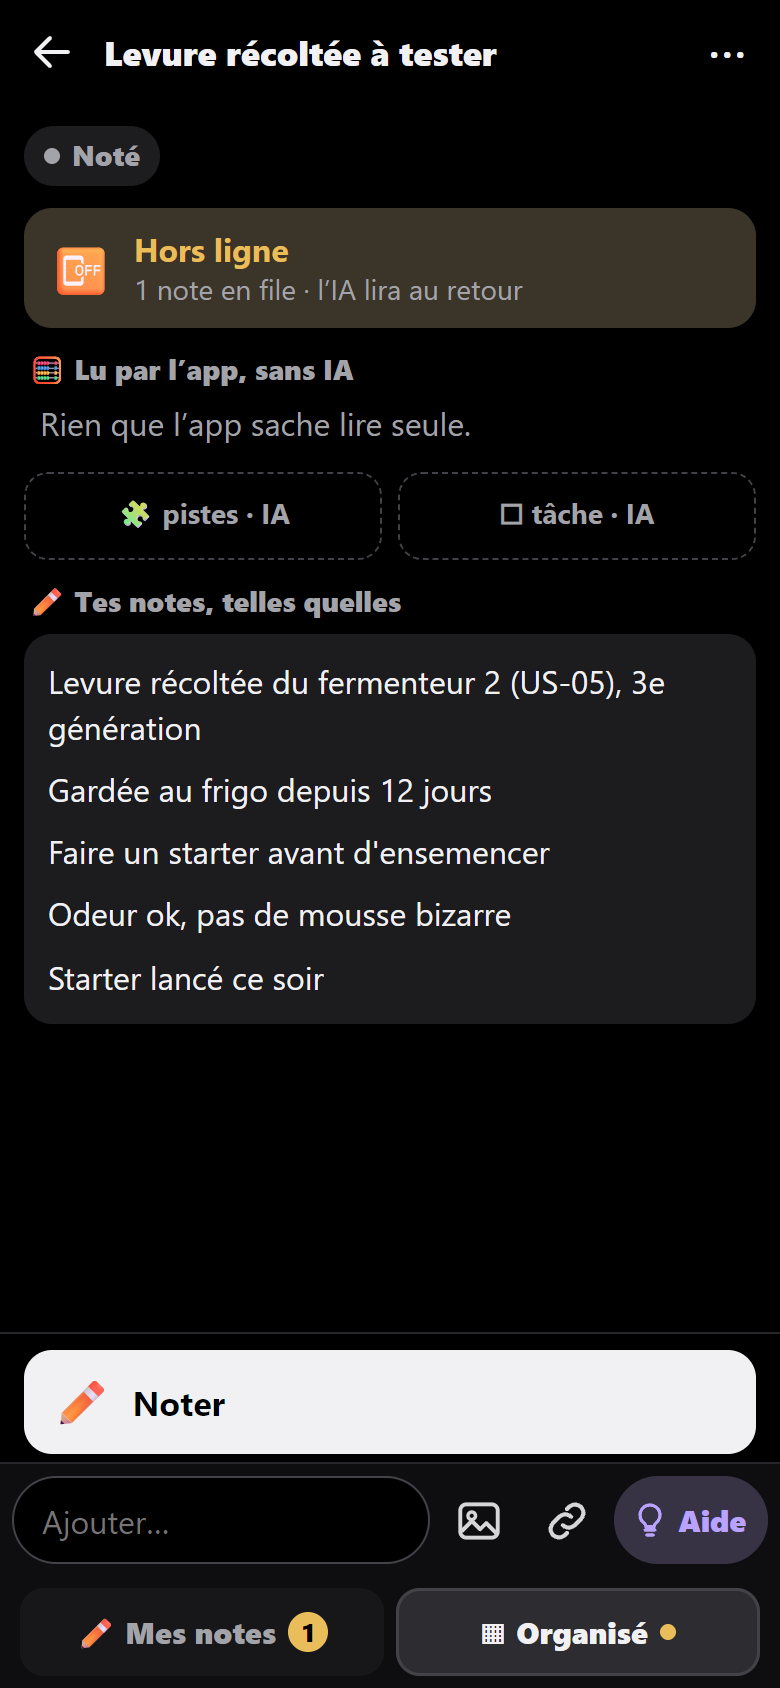 Levure récoltée à tester
Noté
OFF
Hors ligne
1 note en file · l’IA lira au retour
Lu par l’app, sans IA
Rien que l’app sache lire seule.
pistes · IA
tâche · IA
Tes notes, telles quelles
Levure récoltée du fermenteur 2 (US-05), 3e
génération
Gardée au frigo depuis 12 jours
Faire un starter avant d'ensemencer
Odeur ok, pas de mousse bizarre
Starter lancé ce soir
Noter
Ajouter...
Aide
Mes notes 1
Organisé